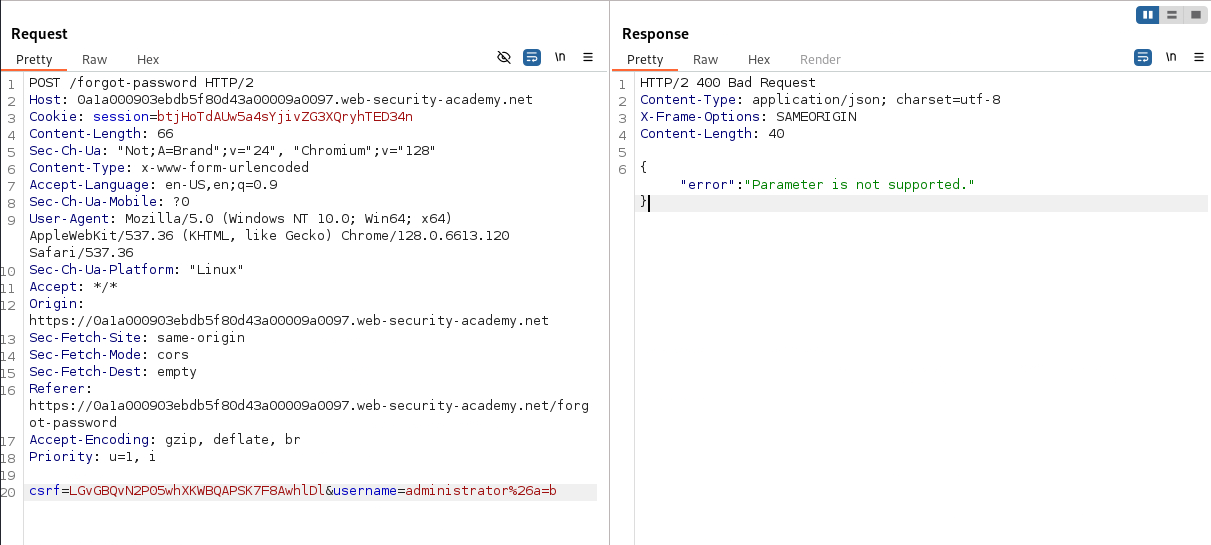 Request
Pretty Raw Hex \n
1 POST /forgot-password HTTP/2
2 Host: 0a1a000903ebdb5f80d43a00009a0097.web-security-academy.net
3 Cookie: session=btjHoTdAUw5a4sYjivZG3XQryhTED34n
4 Content-Length: 66
5 Sec-Ch-Ua: "Not;A=Brand";v="24", "Chromium";v="128"
6 Content-Type: x-www-form-urlencoded
7 Accept-Language: en-US,en;q=0.9
8 Sec-Ch-Ua-Mobile: ?0
9 User-Agent: Mozilla/5.0 (Windows NT 10.0; Win64; x64)
AppleWebKit/537.36 (KHTML, like Gecko) Chrome/128.0.6613.120
Safari/537.36
10 Sec-Ch-Ua-Platform: "Linux"
11 Accept: */*
12 Origin:
https://0a1a000903ebdb5f80d43a00009a0097.web-security-academy.net
13 Sec-Fetch-Site: same-origin
14 Sec-Fetch-Mode: cors
15 Sec-Fetch-Dest: empty
16 Referer:
https://0a1a000903ebdb5f80d43a00009a0097.web-security-academy.net/forg
ot-password
17 Accept-Encoding: gzip, deflate, br
18 Priority: u=1, i
19
20 csrf=LGvGBQvN2P05whXKWBQAPSK7F8AwhlDl&username=administrator%26a=b
Response
Pretty Raw Hex Render \n
1 HTTP/2 400 Bad Request
2 Content-Type: application/json; charset=utf-8
3 X-Frame-Options: SAMEORIGIN
4 Content-Length: 40
5
6 {
"error":"Parameter is not supported."
}